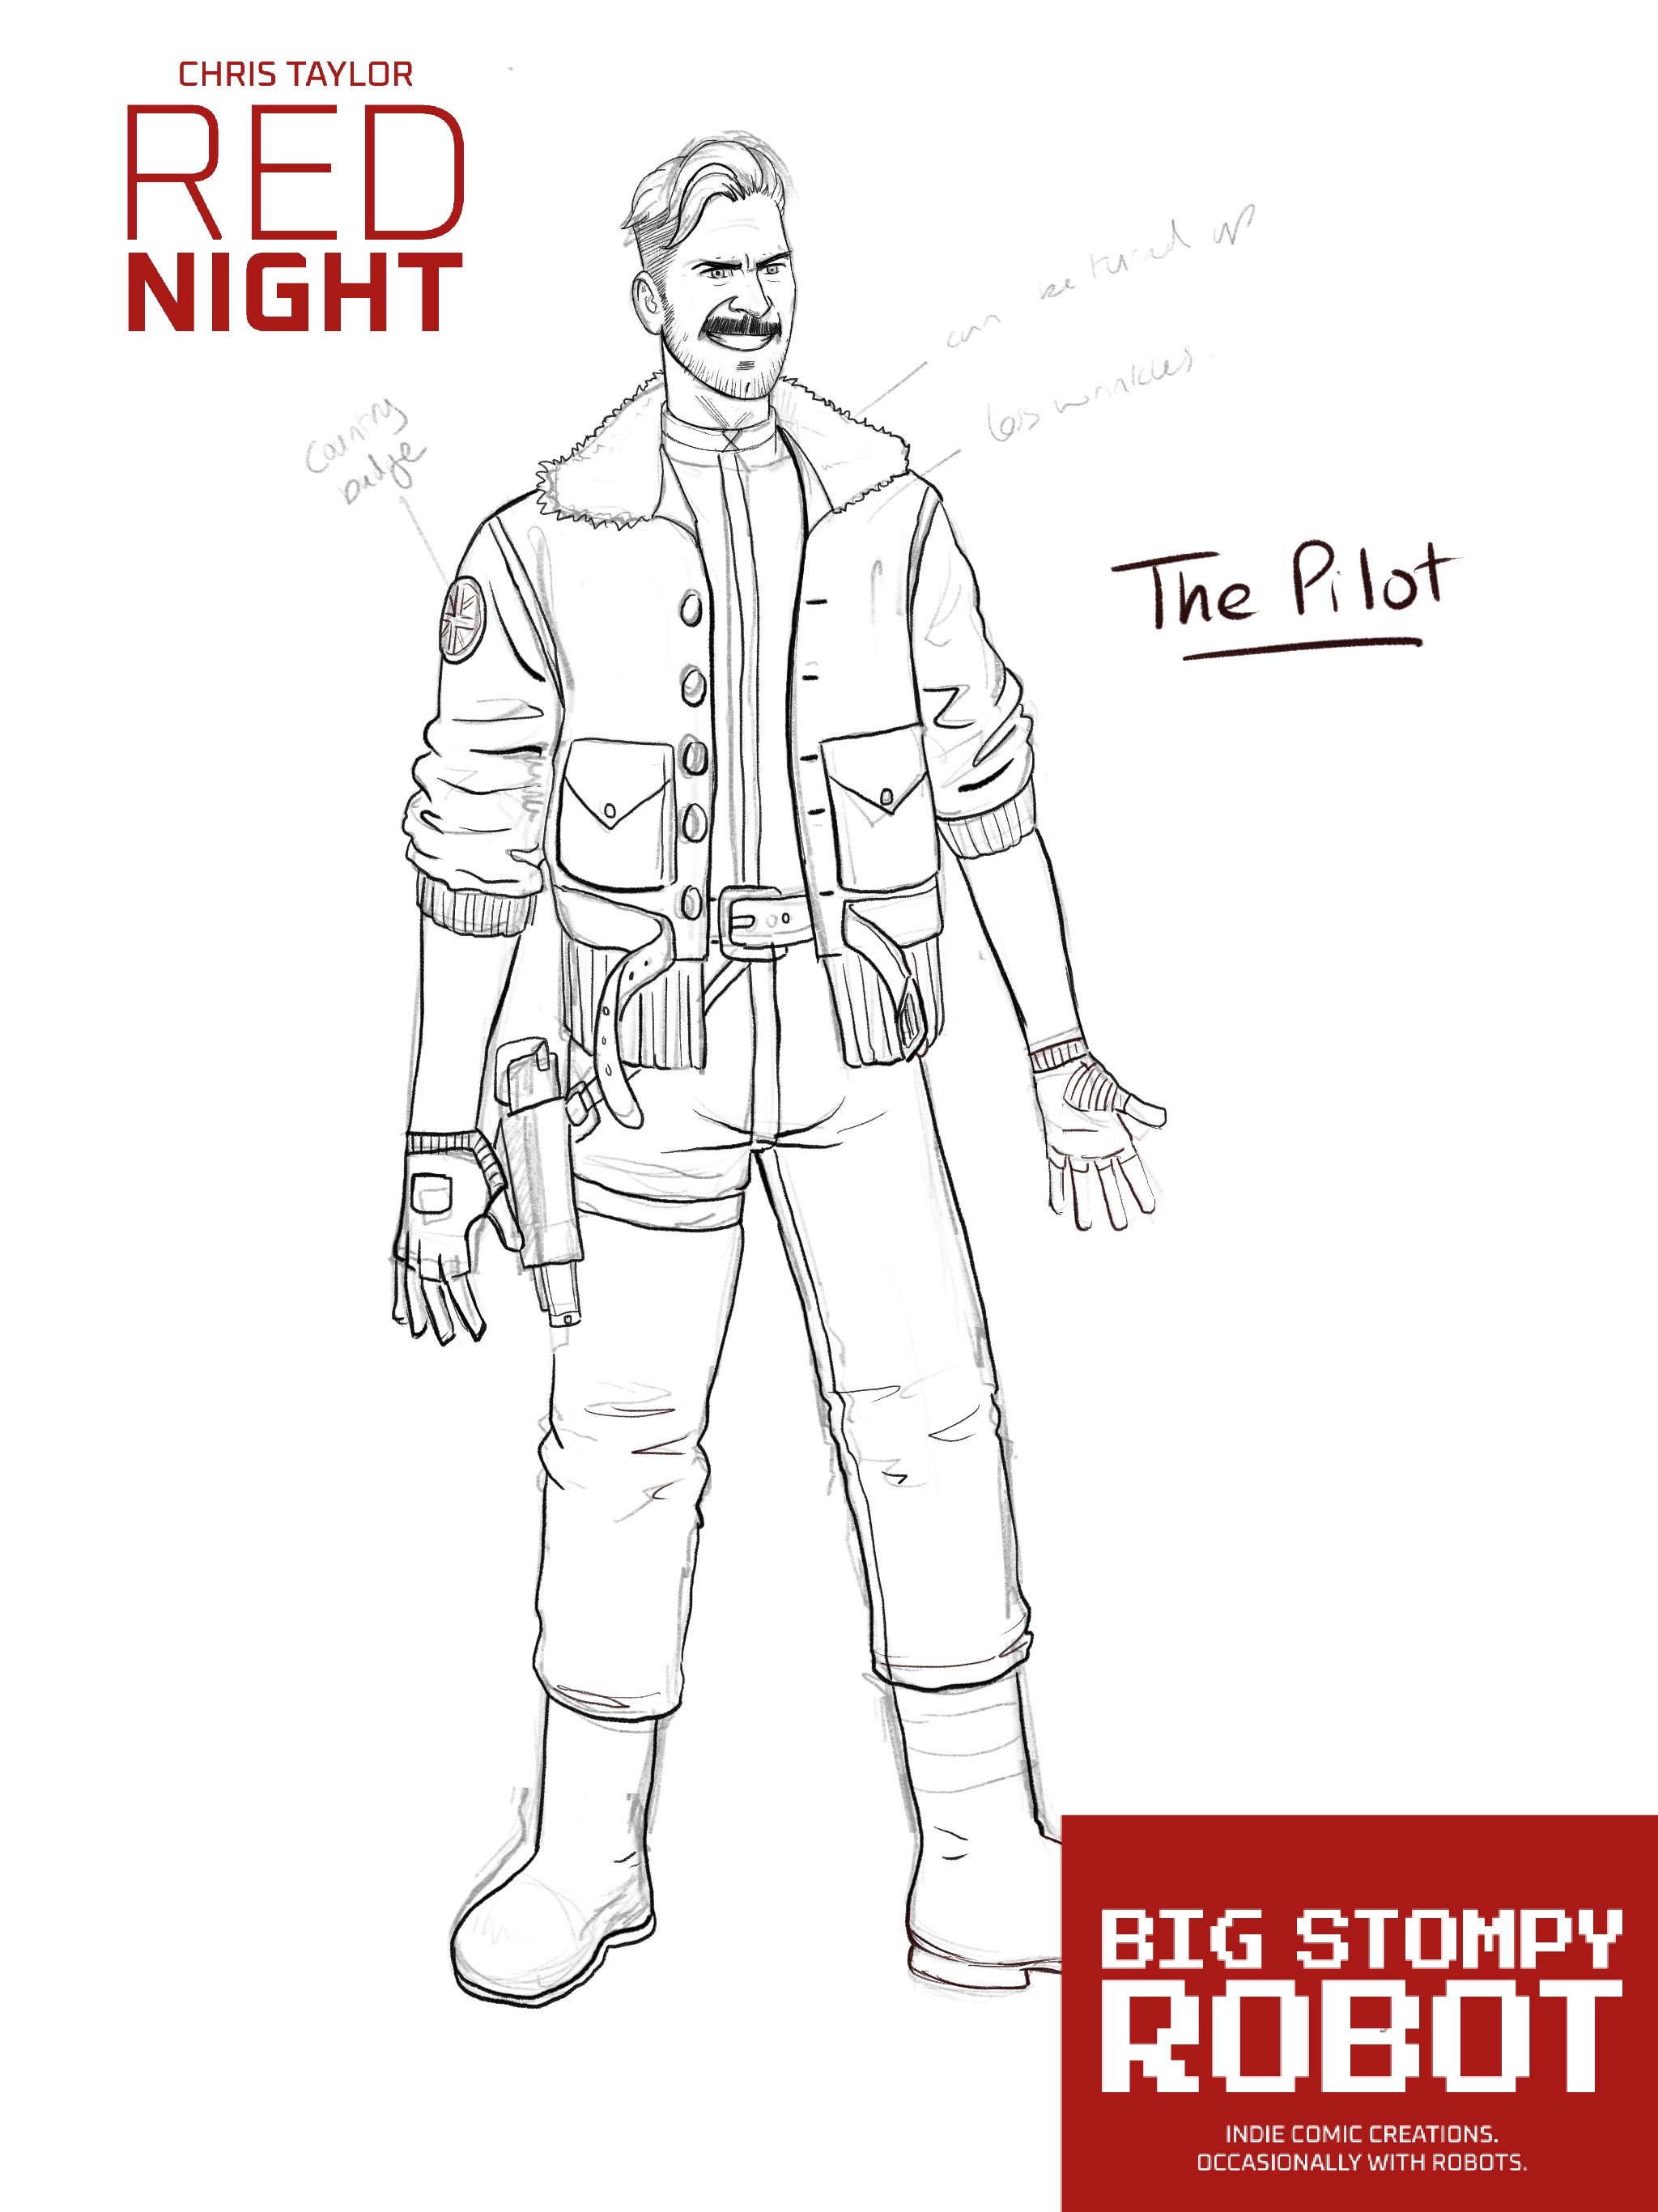 CHRIS TAYLOR
RED
NIGHT
can be turned up
less wrinkles.
Country
badge
The Pilot
BIG STOMPY
ROBOT
INDIE COMIC CREATIONS.
OCCASIONALLY WITH ROBOTS.